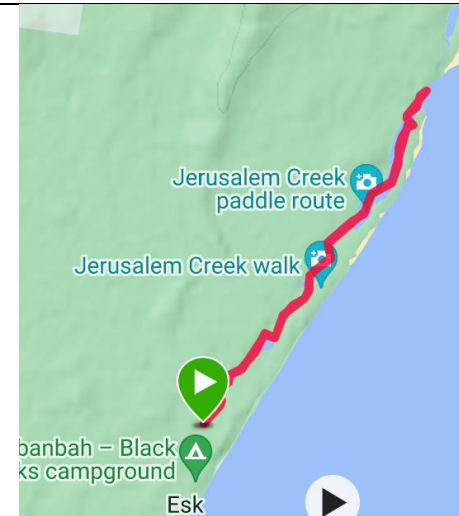 Jerusalem Creek
paddle route
Jerusalem Creek walk
banbah – Black
ks campground
Esk